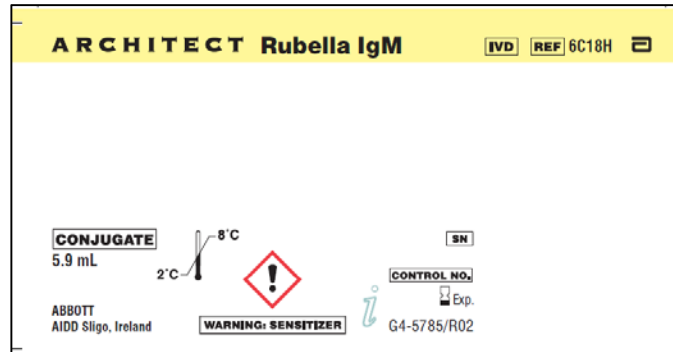 ARCHITECT Rubella IgM IVD REF 6C18H
CONJUGATE
5.9 mL
8°C
2°C
SN
CONTROL NO.
Exp.
ABBOTT
AIDD Sligo, Ireland
WARNING: SENSITIZER
i
G4-5785/R02